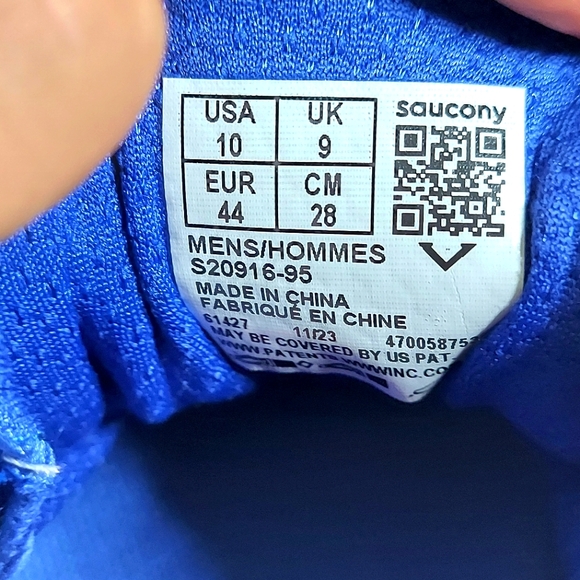 saucony
USA UK
10 9
EUR CM
44 28
MENS/HOMMES
S20916-95
MADE IN CHINA
FABRIQUÉ EN CHINE
61427 11/23 47005875
MAY BE COVERED BY US PAT